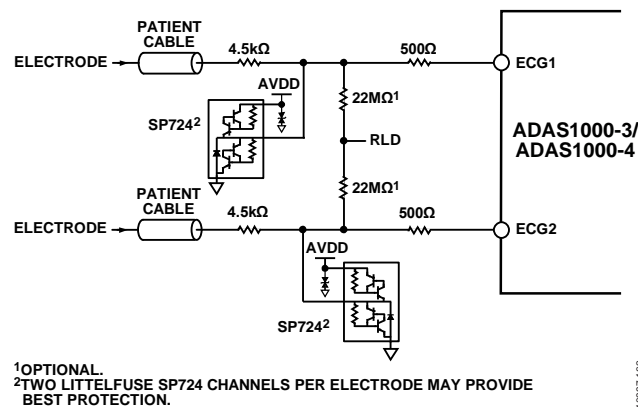 PATIENT
CABLE
ELECTRODE
4.5kΩ
500Ω
ECG1
AVDD
22MΩ¹
SP724²
RLD
ADAS1000-3/
ADAS1000-4
PATIENT
CABLE
22MΩ¹
ELECTRODE
4.5kΩ
500Ω
ECG2
AVDD
SP724²
¹OPTIONAL.
²TWO LITTELFUSE SP724 CHANNELS PER ELECTRODE MAY PROVIDE
BEST PROTECTION.